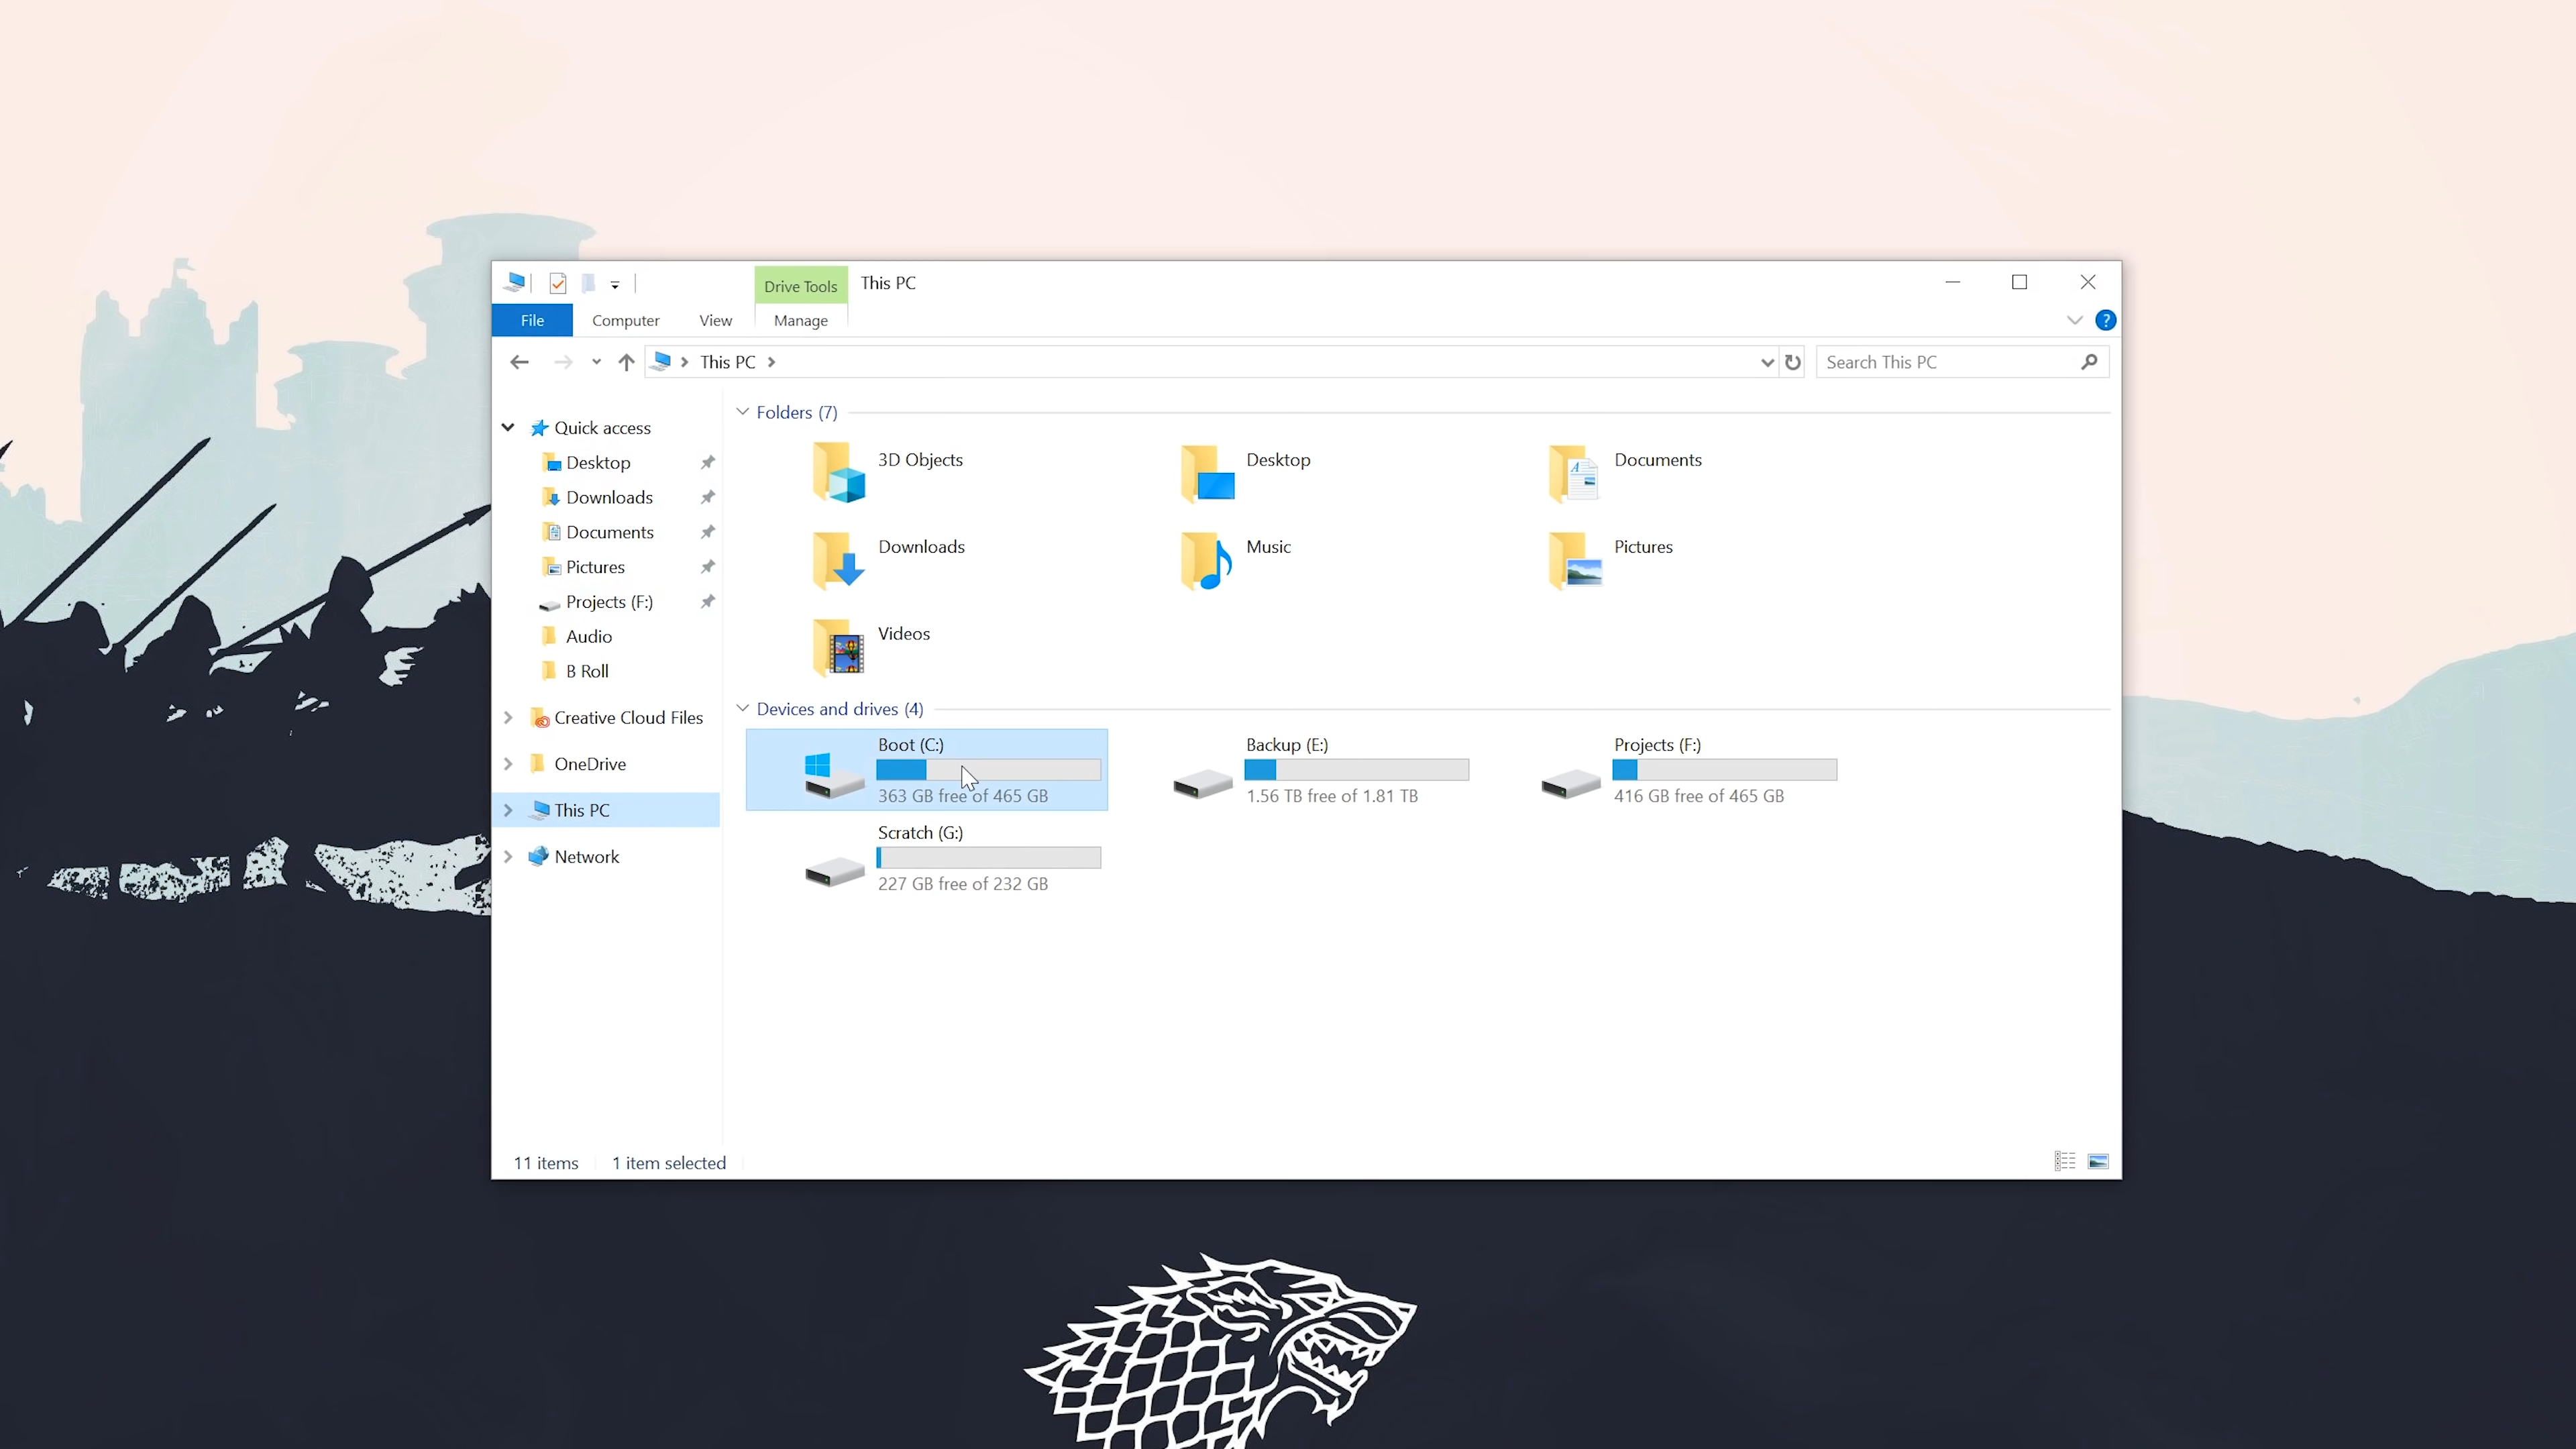 Drive Tools
This PC
File
Computer
View
Manage
This PC
Search This PC
Quick access
Desktop
Downloads
Documents
Pictures
Projects (F:)
Audio
B Roll
Creative Cloud Files
OneDrive
This PC
Network
Folders (7)
3D Objects
Desktop
Documents
Downloads
Music
Pictures
Videos
Devices and drives (4)
Boot (C:)
363 GB free of 465 GB
Backup (E:)
1.56 TB free of 1.81 TB
Projects (F:)
416 GB free of 465 GB
Scratch (G:)
227 GB free of 232 GB
11 items
1 item selected